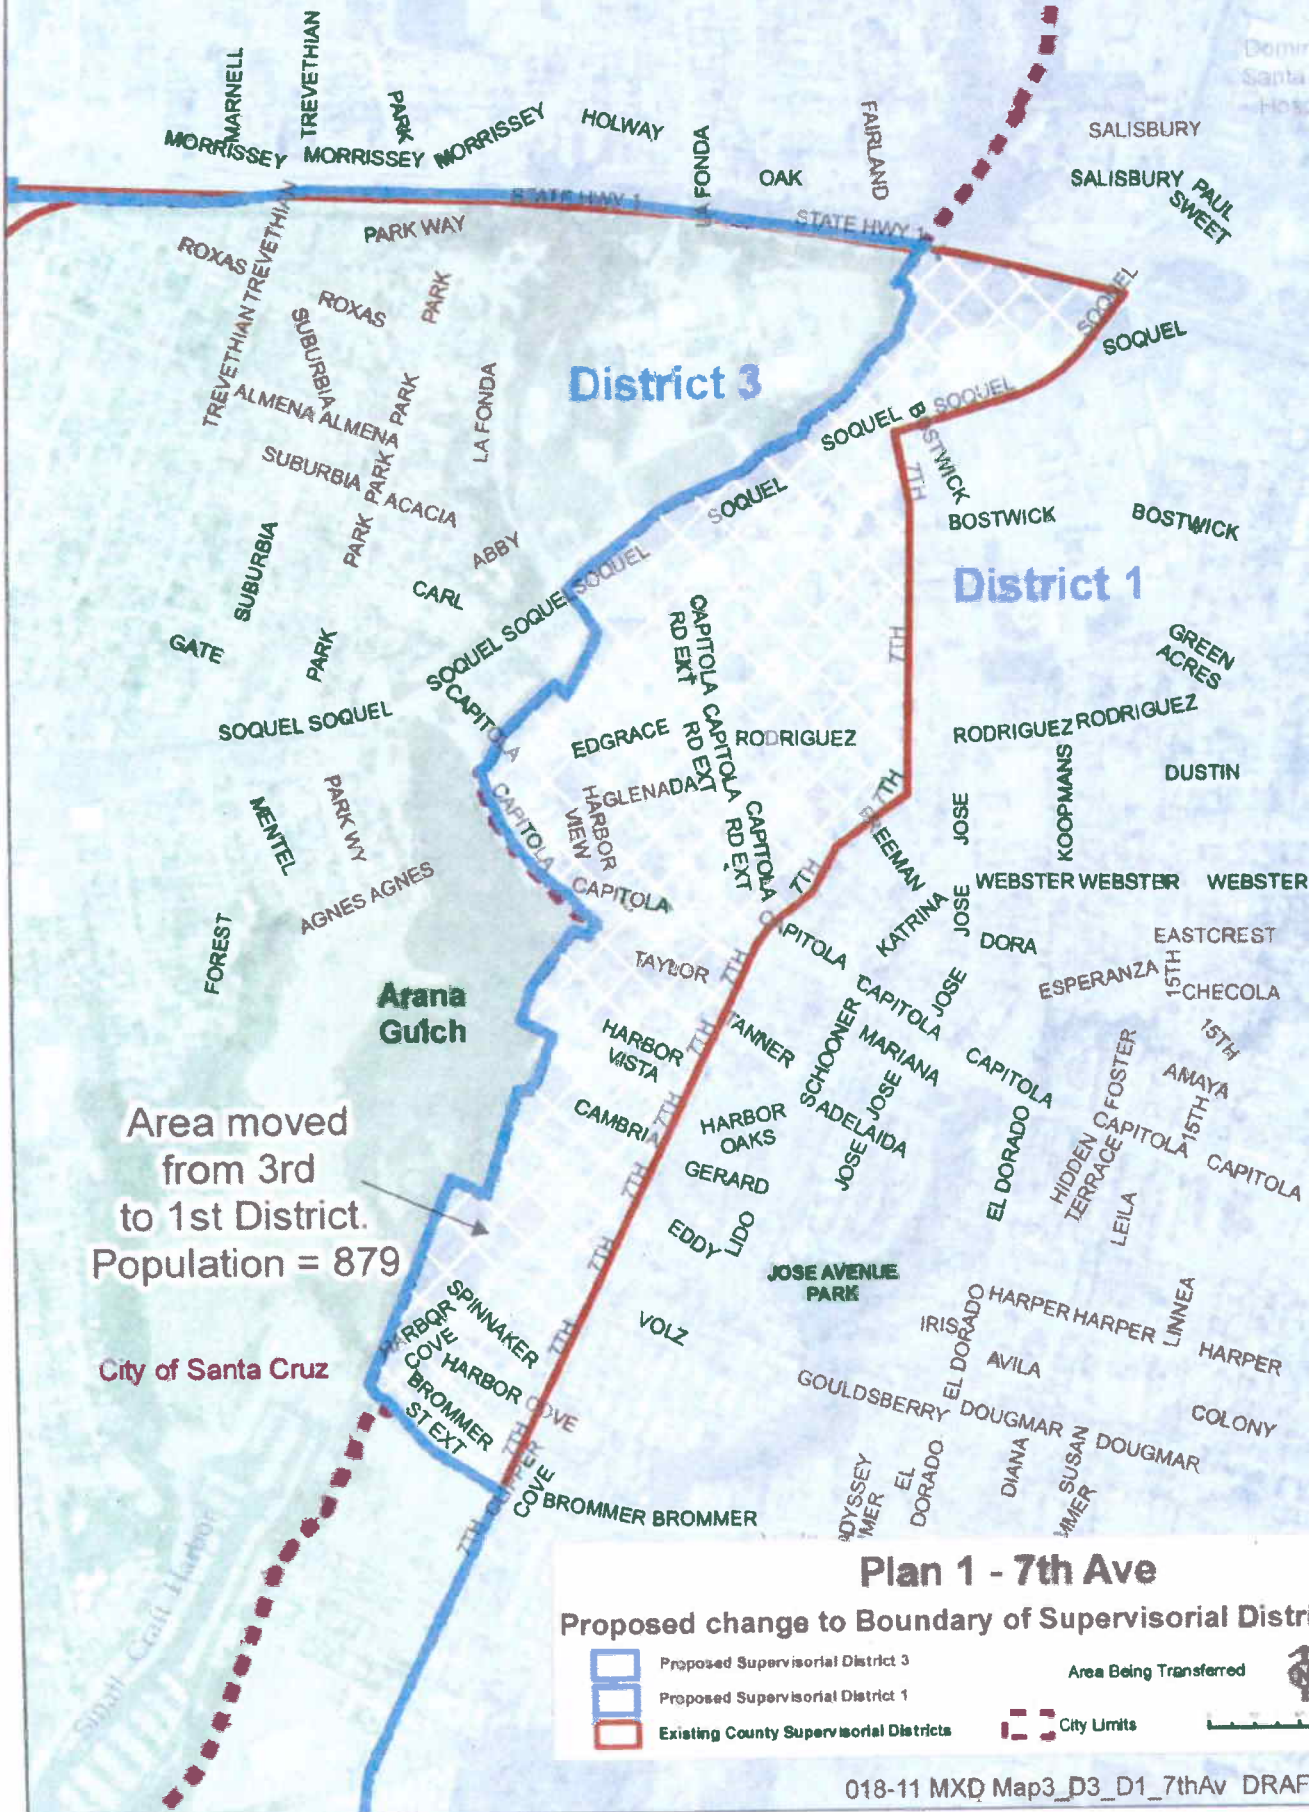 Domin
Santa
Hos
MARNELL
TREVETHIAN
PARK
MORRISSEY
MORRISSEY
MORRISSEY
HOLWAY
LA FONDA
OAK
FAIRLAND
SALISBURY
SALISBURY
PAUL
SWEET
STATE HWY 1
STATE HWY 1
TREVETHIAN
TREVETHIAN
ROXAS
PARK WAY
ROXAS
SUBURBIA
PARK
SOQUEL
SOQUEL
District 3
ALMENA ALMENA
PARK
LA FONDA
SOQUEL
SOQUEL
BOSTWICK
SUBURBIA
PARK
ACACIA
7TH
SOQUEL
BOSTWICK
BOSTWICK
SUBURBIA
PARK
ABBY
SOQUEL
CARL
District 1
SOQUEL SOQUEL
GATE
PARK
CAPITOLA
RD EXT
7TH
GREEN
ACRES
SOQUEL SOQUEL
CAPITOLA
EDGRACE
CAPITOLA
RD EXT
RODRIGUEZ
RODRIGUEZ
RODRIGUEZ
KOOPMANS
DUSTIN
MENTEL
PARK WY
CAPITOLA
GLENADA
HARBOR
VIEW
CAPITOLA
RD EXT
7TH
FREEMAN
JOSE
AGNES AGNES
CAPITOLA
7TH
WEBSTER WEBSTER
WEBSTER
FOREST
KATRINA
JOSE
DORA
EASTCREST
CAPITOLA
TAYLOR
7TH
ESPERANZA
15TH
CHECOLA
Arana
Gulch
CAPITOLA
JOSE
HARBOR
VISTA
7TH
TANNER
SCHOONER
MARIANA
CAPITOLA
15TH
FOSTER
AMAYA
Area moved
from 3rd
to 1st District.
Population = 879
CAMBRIA
7TH
HARBOR
OAKS
ADELAIDA
JOSE
JOSE
EL DORADO
CAPITOLA
15TH
CAPITOLA
HIDDEN
TERRACE
LEILA
7TH
GERARD
EDDY
LIDO
7TH
JOSE AVENUE
PARK
SPINNAKER
HARBOR
COVE
VOLZ
7TH
HARPER HARPER
LINNEA
HARPER
IRIS
EL DORADO
AVILA
City of Santa Cruz
HARBOR COVE
GOULDSBERRY
DOUGMAR
DOUGMAR
COLONY
BROMMER
ST EXT
7TH
EL
DORADO
DIANA
SUSAN
CLIPPER
COVE
BROMMER BROMMER
7TH
Small Craft Harbor
Plan 1 - 7th Ave
Proposed change to Boundary of Supervisorial Distri
Proposed Supervisorial District 3
Proposed Supervisorial District 1
Existing County Supervisorial Districts
Area Being Transferred
City Limits
018-11 MXD Map3_D3_D1_7thAv DRAF